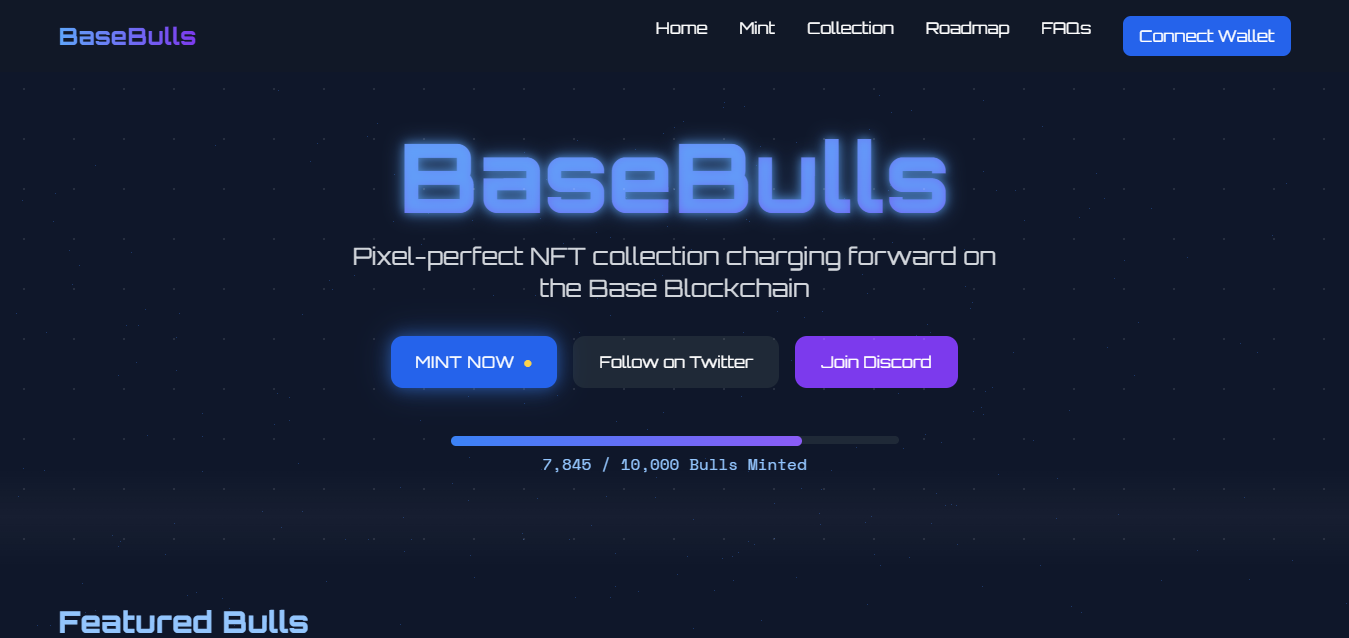 BaseBulls
Home Mint Collection Roadmap FAQs Connect Wallet
BaseBulls
Pixel-perfect NFT collection charging forward on
the Base Blockchain
MINT NOW Follow on Twitter Join Discord
7,845 / 10,000 Bulls Minted
Featured Bulls